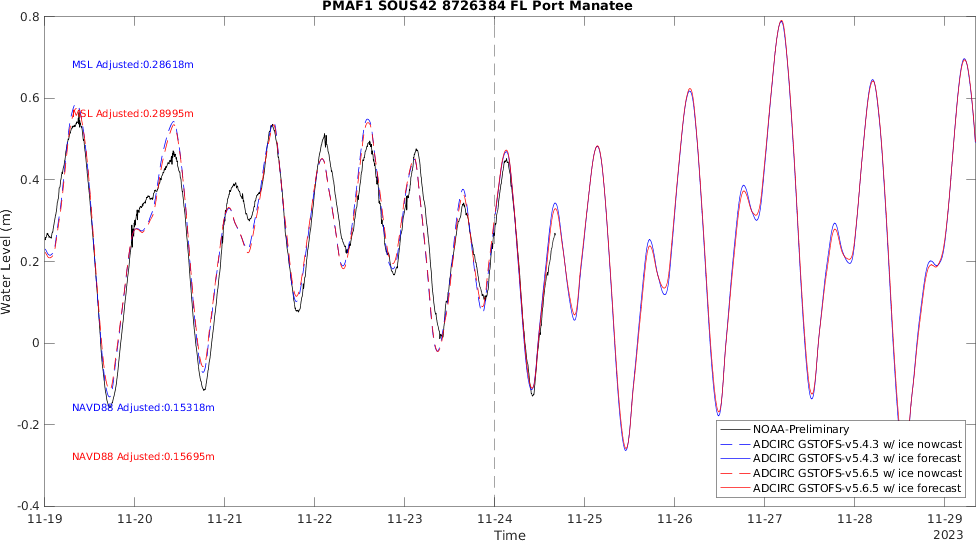 PMAF1 SOUS42 8726384 FL Port Manatee
0.8
0.6
0.4
0.2
0
-0.2
-0.4
Water Level (m)
MSL Adjusted:0.28618m
MSL Adjusted:0.28995m
NAVD88 Adjusted:0.15318m
NAVD88 Adjusted:0.15695m
NOAA-Preliminary
ADCIRC GSTOFS-v5.4.3 w/ ice nowcast
ADCIRC GSTOFS-v5.4.3 w/ ice forecast
ADCIRC GSTOFS-v5.6.5 w/ ice nowcast
ADCIRC GSTOFS-v5.6.5 w/ ice forecast
11-19 11-20 11-21 11-22 11-23 11-24 11-25 11-26 11-27 11-28 11-29
Time 2023